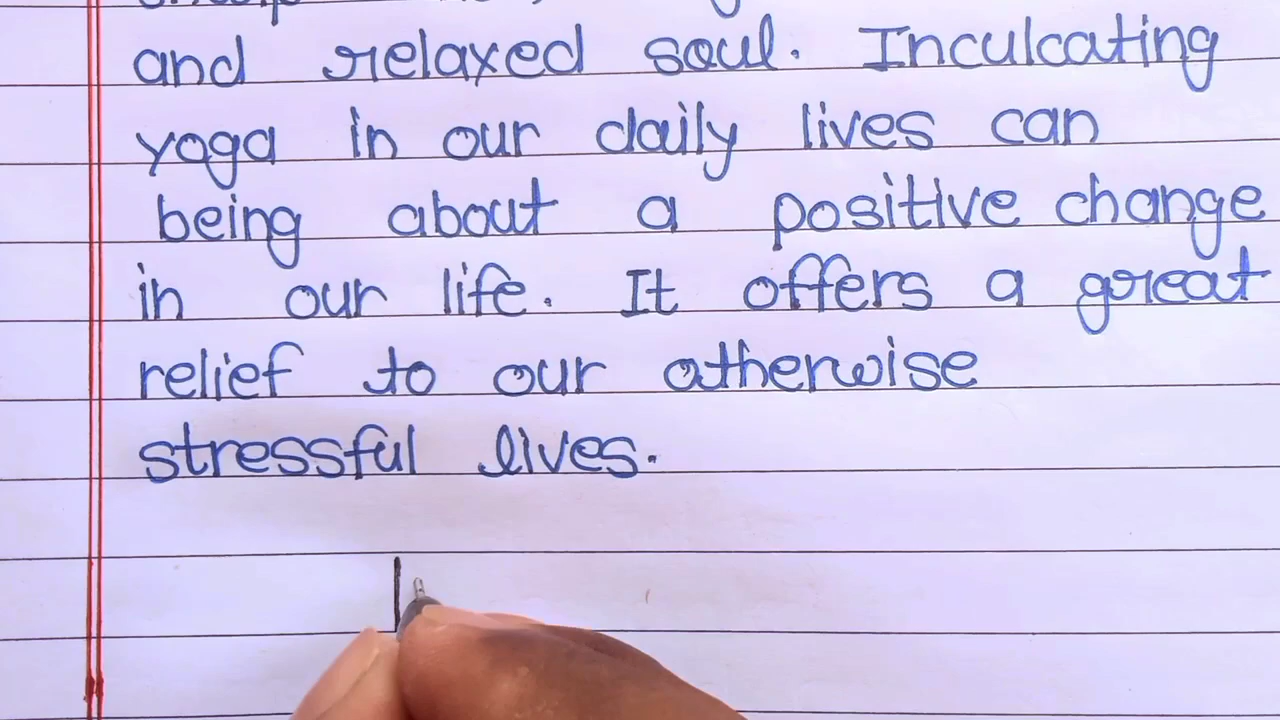 and relaxed soul. Inculcating
yoga in our daily lives can
being about a positive change
in our life. It offers a great
relief to our otherwise
stressful lives.